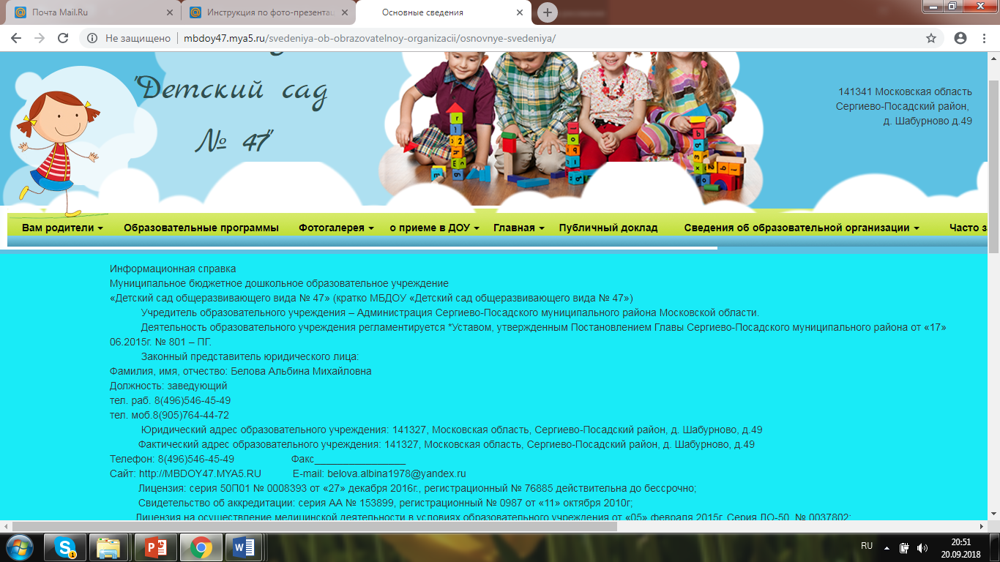 Почта Mail.Ru
Инструкция по фото-презентац
Основные сведения
Не защищено
mbdoy47.mya5.ru/svedeniya-ob-obrazovatelnoy-organizacii/osnovnye-svedeniya/
"Детский сад
№ 47"
141341 Московская область
Сергиево-Посадский район,
д. Шабурново д.49
Вам родители Образовательные программы Фотогалерея о приеме в ДОУ Главная Публичный доклад Сведения об образовательной организации Часто з
Информационная справка
Муниципальное бюджетное дошкольное образовательное учреждение
«Детский сад общеразвивающего вида № 47» (кратко МБДОУ «Детский сад общеразвивающего вида № 47»)
Учредитель образовательного учреждения – Администрация Сергиево-Посадского муниципального района Московской области.
Деятельность образовательного учреждения регламентируется *Уставом, утвержденным Постановлением Главы Сергиево-Посадского муниципального района от «17»
06.2015г. № 801 – ПГ.
Законный представитель юридического лица:
Фамилия, имя, отчество: Белова Альбина Михайловна
Должность: заведующий
тел. раб. 8(496)546-45-49
тел. моб.8(905)764-44-72
Юридический адрес образовательного учреждения: 141327, Московская область, Сергиево-Посадский район, д. Шабурново, д.49
Фактический адрес образовательного учреждения: 141327, Московская область, Сергиево-Посадский район, д. Шабурново, д.49
Телефон: 8(496)546-45-49 Факс________________
Сайт: http://MBDOY47.MYA5.RU E-mail: belova.albina1978@yandex.ru
Лицензия: серия 50П01 № 0008393 от «27» декабря 2016г., регистрационный № 76885 действительна до бессрочно;
Свидетельство об аккредитации: серия АА № 153899, регистрационный № 0987 от «11» октября 2010г;
Лицензия на осуществление медицинской деятельности в условиях образовательного учреждения от «05» февраля 2015г. Серия ЛО-50 № 0037802;
RU
20:51
20.09.2018